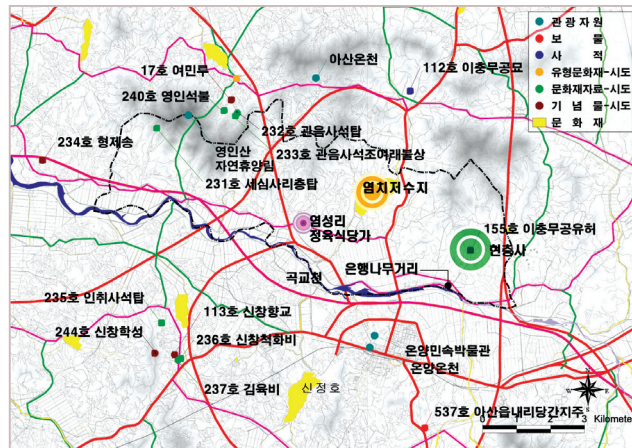 관 광 자 원
보 물
사 적
유형문화재-시도
문화재자료-시도
기 념 물-시도
문 화 재
아산온천
17호 여민루
112호 이충무공묘
240호 영인석불
232호 관음사석탑
234호 형제송
영인산
자연휴양림
233호 관음사석조여래불상
231호 세심사리층탑
염치저수지
염성리
정육식당가
155호 이충무공유허
현충사
은행나무거리
곡교천
235호 인취사석탑
113호 신창향교
244호 신창학성
236호 신창척화비
온양민속박물관
온양온천
237호 김육비
신정호
537호 아산읍내리당간지주
0 1 2 3 Kilomete